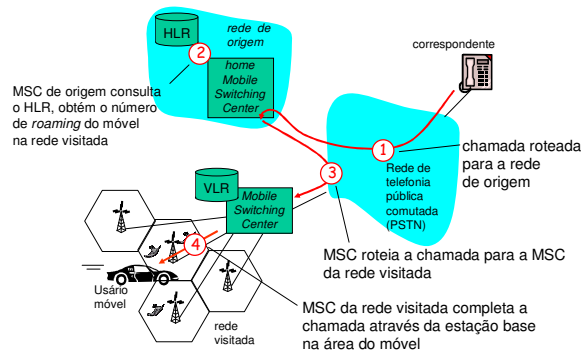 HLR
2
rede de
origem
home
Mobile
Switching
Center
correspondente
MSC de origem consulta
o HLR, obtém o número
de roaming do móvel
na rede visitada
1
chamada roteada
para a rede
de origem
3
Rede de
telefonia
pública
comutada
(PSTN)
VLR
Mobile
Switching
Center
4
MSC roteia a chamada para a MSC
da rede visitada
Usário
móvel
rede
visitada
MSC da rede visitada completa a
chamada através da estação base
na área do móvel